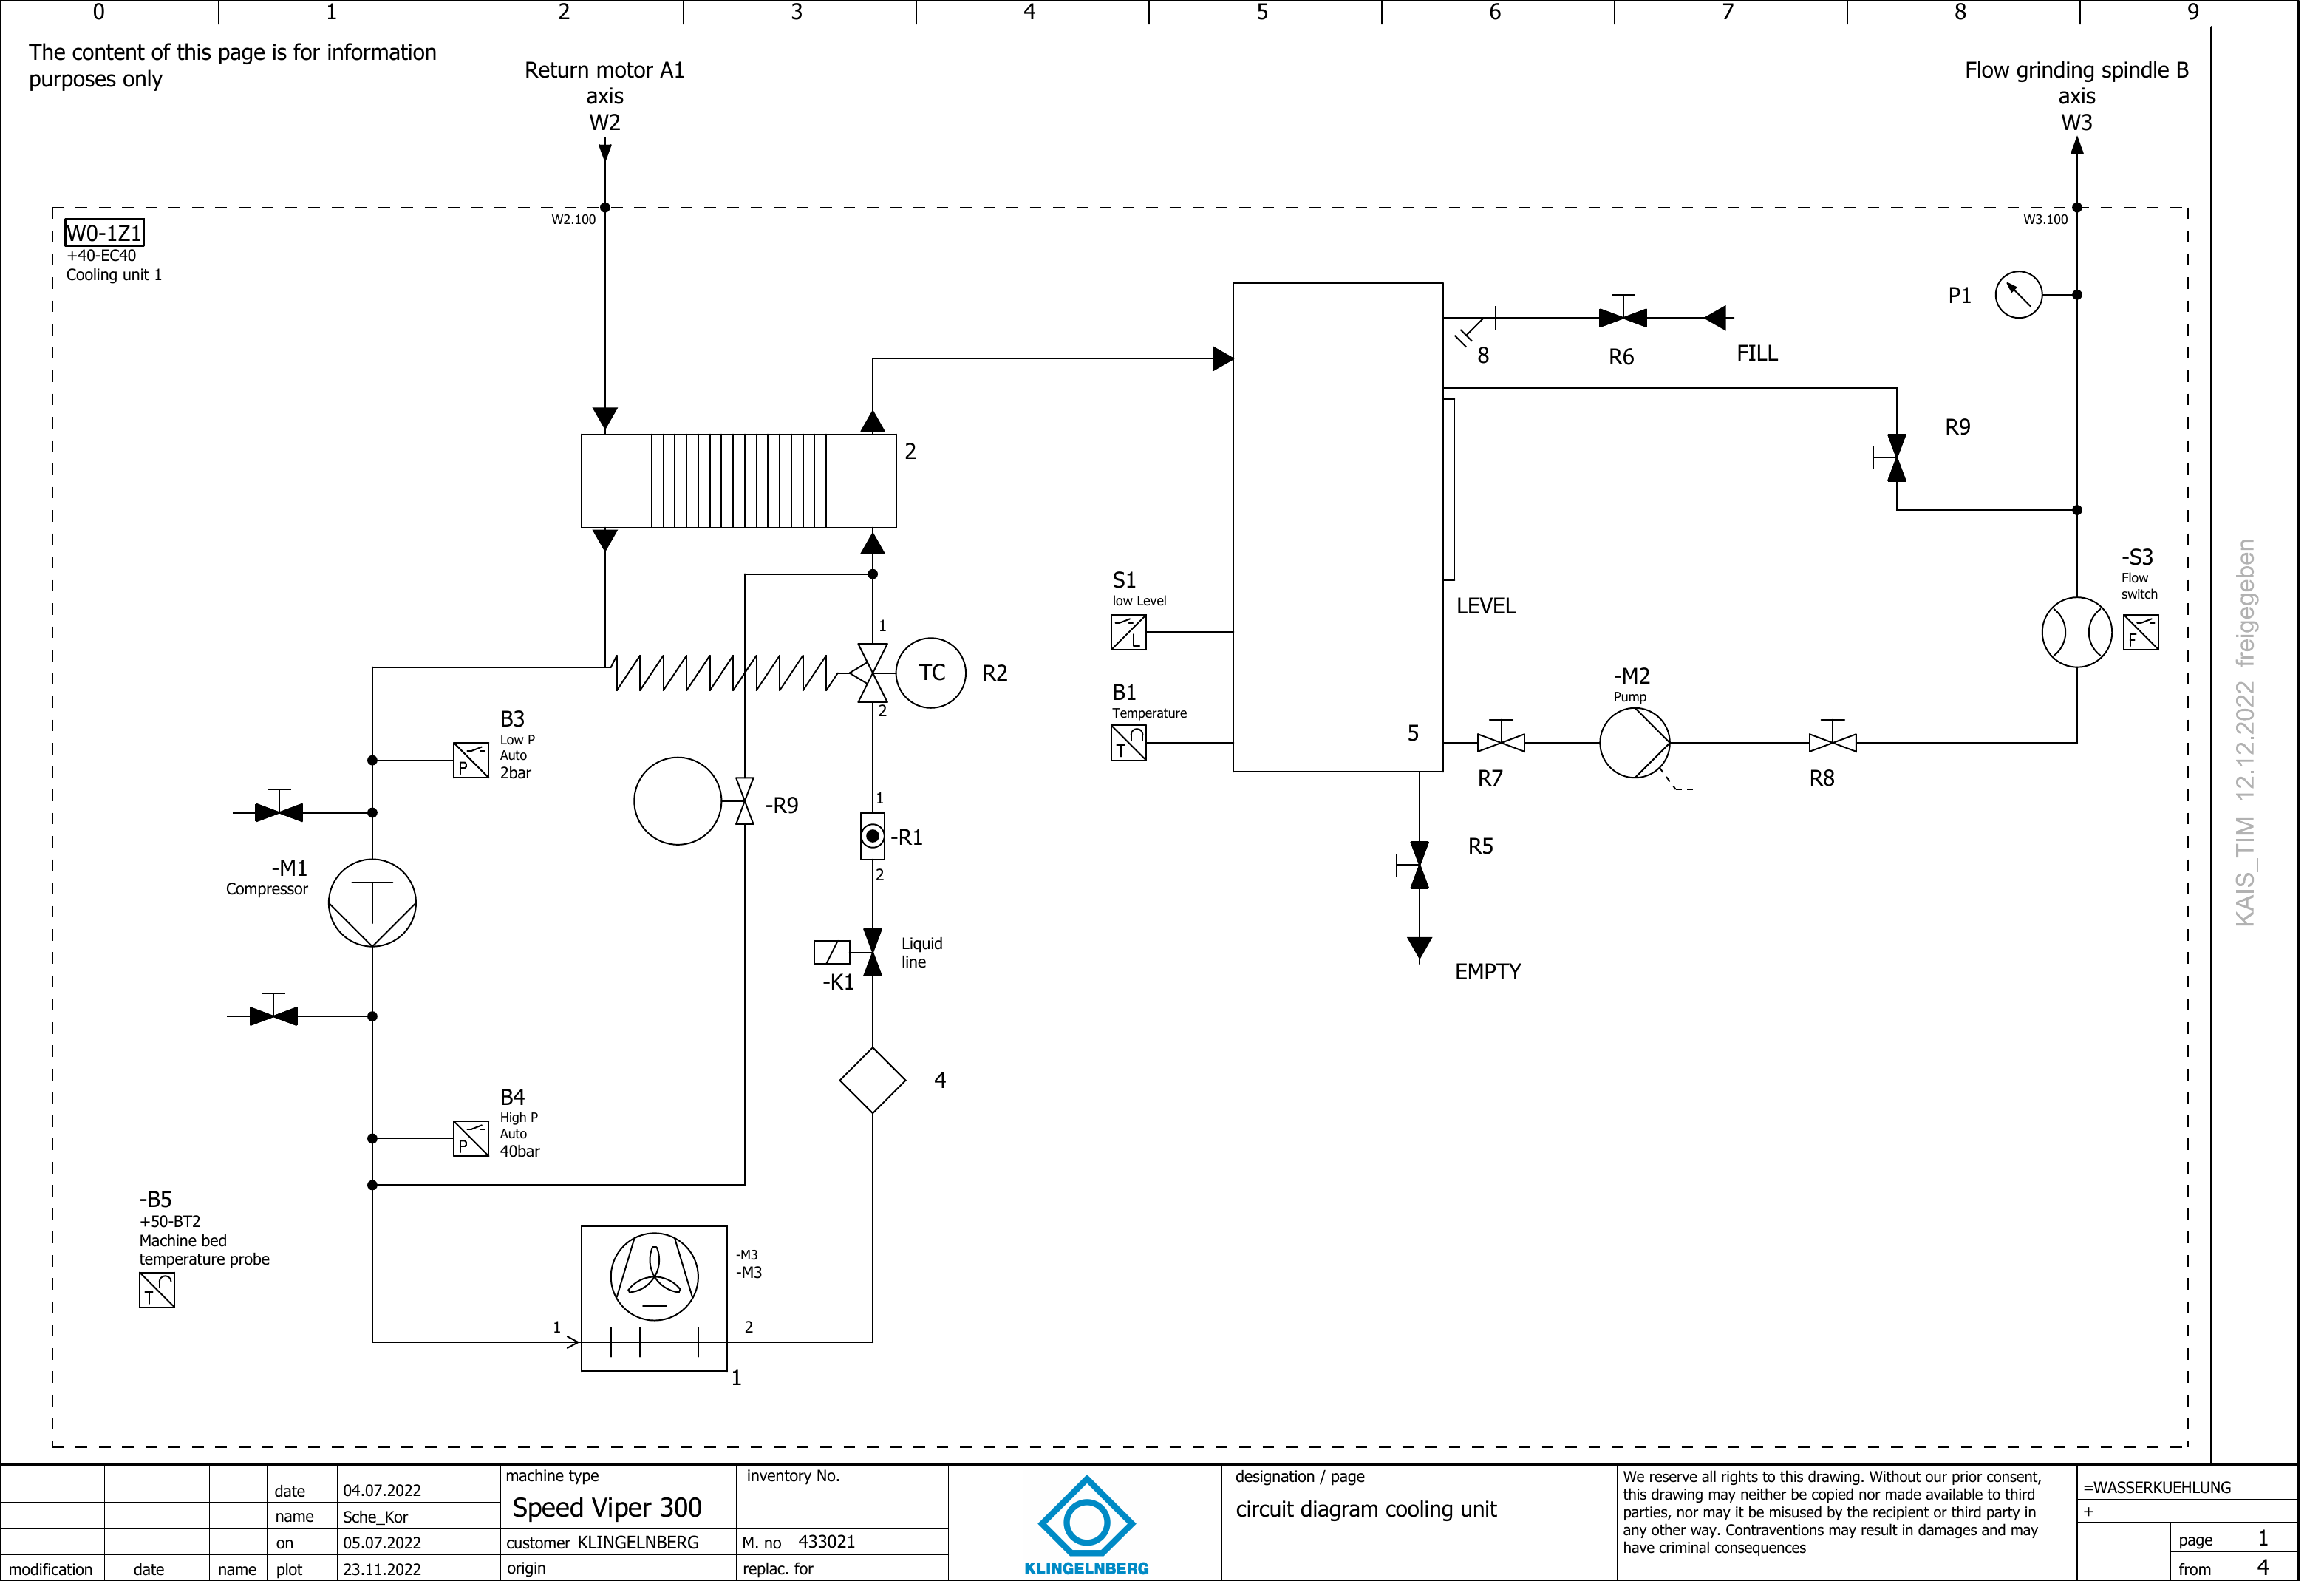 0 1 2 3 4 5 6 7 8 9
The content of this page is for information
purposes only
Return motor A1
axis
W2
Flow grinding spindle B
axis
W3
W2.100
W3.100
W0-1Z1
+40-EC40
Cooling unit 1
P1
8
R6
FILL
R9
2
-S3
Flow
switch
F
S1
low Level
L
LEVEL
1
TC
R2
2
B1
Temperature
T
5
-M2
Pump
R7
R8
B3
Low P
Auto
2bar
P
-R9
1
-R1
2
R5
-M1
Compressor
Liquid
line
-K1
EMPTY
4
B4
High P
Auto
40bar
P
-B5
+50-BT2
Machine bed
temperature probe
T
-M3
-M3
1
2
1
KAIS_TIM 12.12.2022 freigegeben
modification date name
date 04.07.2022
name Sche_Kor
on 05.07.2022
plot 23.11.2022
machine type
Speed Viper 300
customer KLINGELNBERG
origin
inventory No.
M. no 433021
replac. for
KLINGELNBERG
designation / page
circuit diagram cooling unit
We reserve all rights to this drawing. Without our prior consent,
this drawing may neither be copied nor made available to third
parties, nor may it be misused by the recipient or third party in
any other way. Contraventions may result in damages and may
have criminal consequences
=WASSERKUEHLUNG
+
page 1
from 4